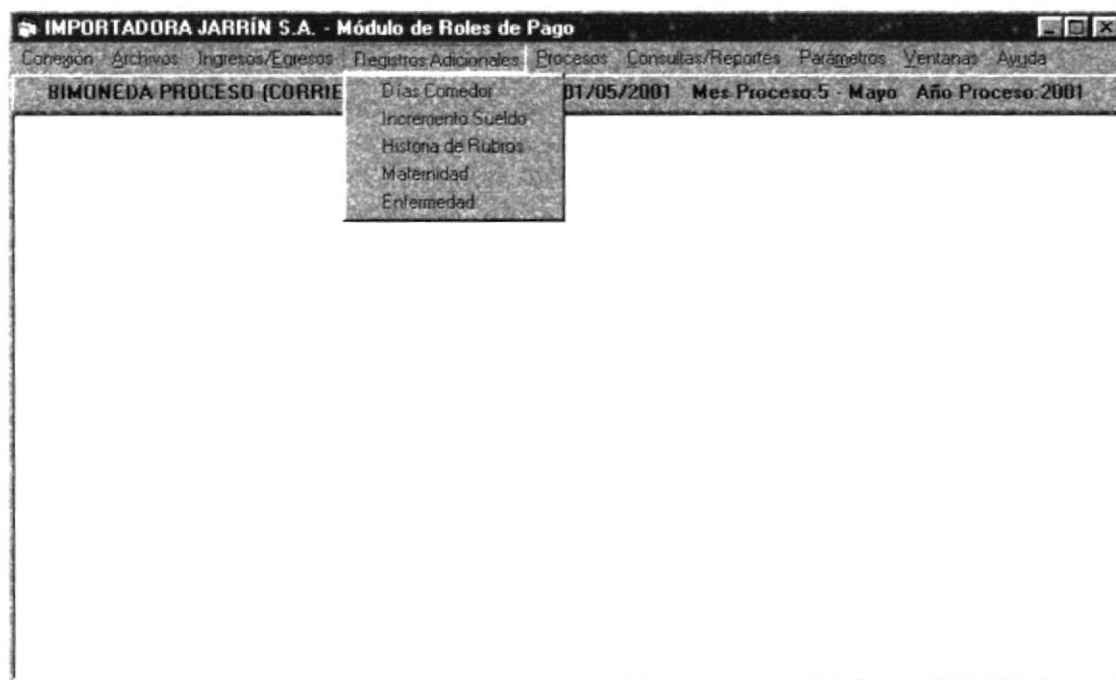 IMPORTADORA JARRÍN S.A. - Módulo de Roles de Pago
Conexión Archivos Ingresos/Egresos Registros Adicionales Procesos Consultas/Reportes Parámetros Ventanas Ayuda
BIMONEDA PROCESO (CORRIE 01/05/2001 Mes Proceso:5 - Mayo Año Proceso:2001
Días Comedor
Incremento Sueldo
Historia de Rubros
Maternidad
Enfermedad